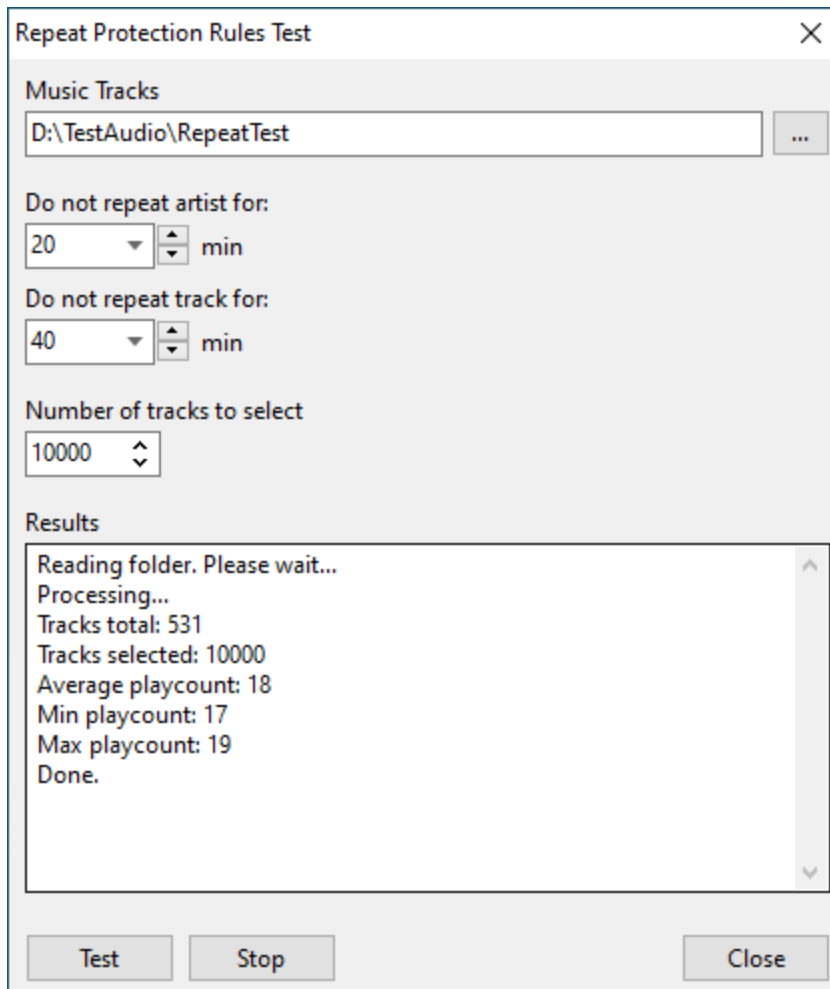 Repeat Protection Rules Test
Music Tracks
D:\TestAudio\RepeatTest
...
Do not repeat artist for:
20 min
Do not repeat track for:
40 min
Number of tracks to select
10000
Results
Reading folder. Please wait...
Processing...
Tracks total: 531
Tracks selected: 10000
Average playcount: 18
Min playcount: 17
Max playcount: 19
Done.
Test Stop Close